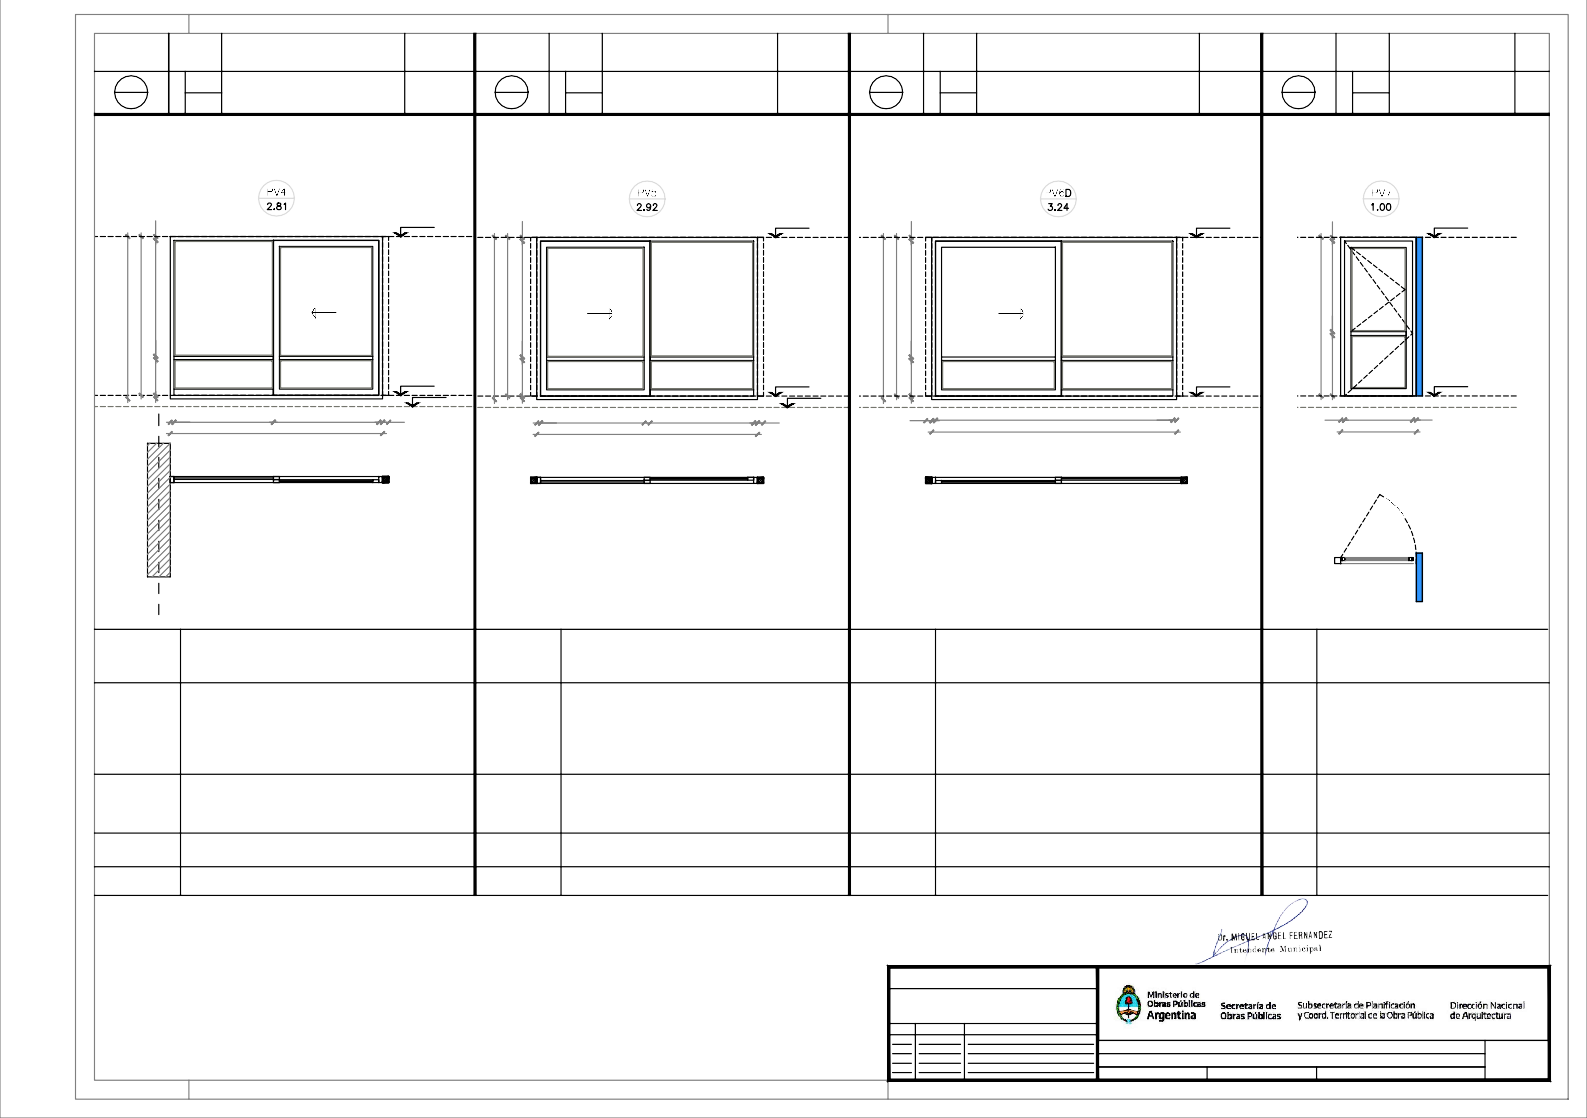 PV4
2.81
PV5
2.92
PV6D
3.24
PV7
1.00
Dr. MIGUEL ANGEL FERNANDEZ
Intendente Municipal
Ministerio de
Obras Públicas
Argentina
Secretaría de
Obras Públicas
Subsecretaría de Planificación
y Coord. Territorial de la Obra Pública
Dirección Nacional
de Arquitectura